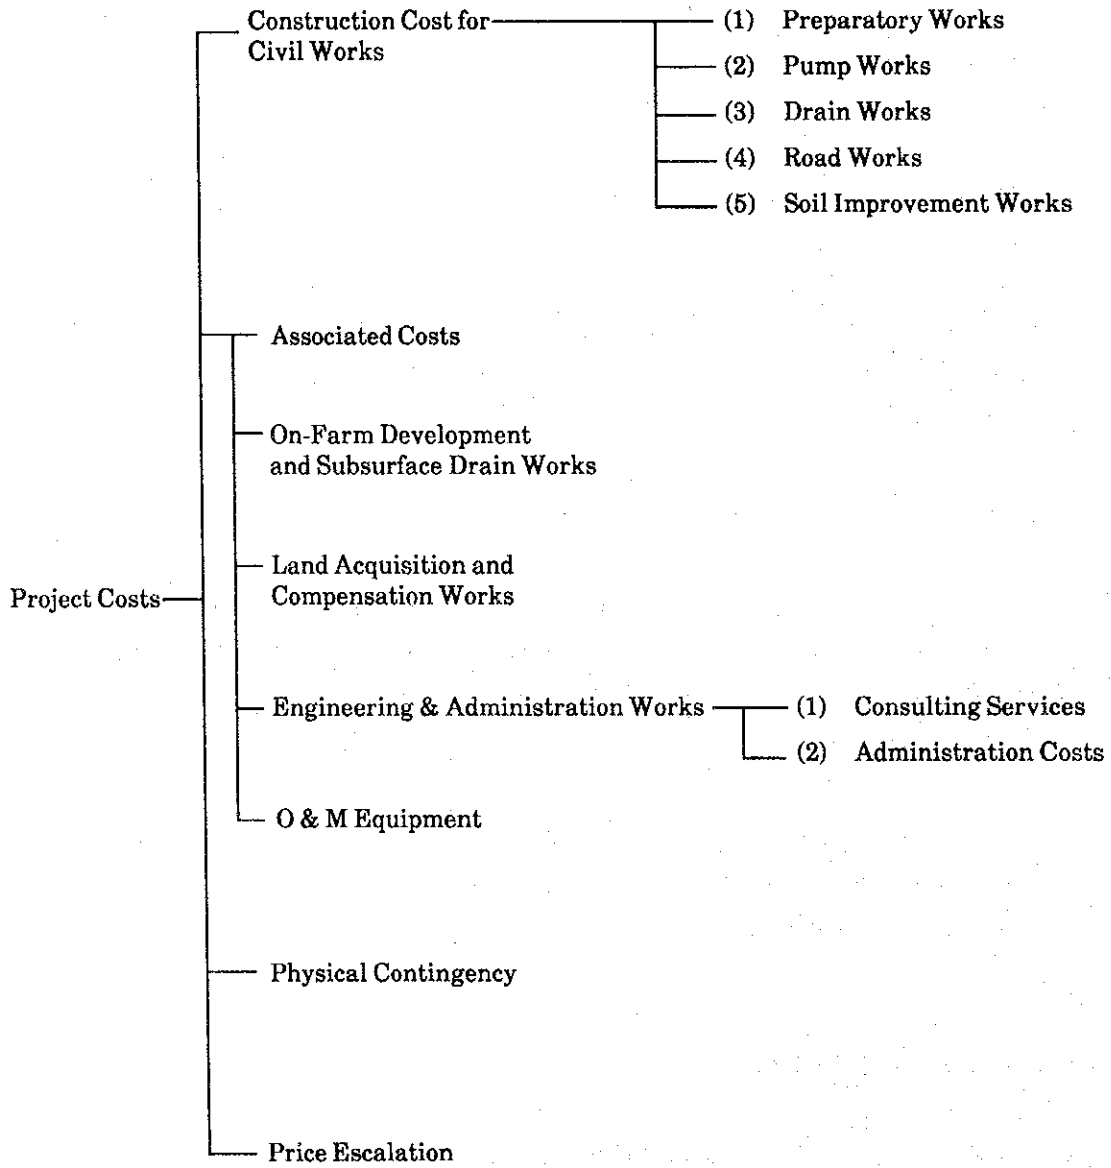 Construction Cost for
Civil Works
(1) Preparatory Works
(2) Pump Works
(3) Drain Works
(4) Road Works
(5) Soil Improvement Works
Associated Costs
On-Farm Development
and Subsurface Drain Works
Land Acquisition and
Compensation Works
Project Costs
Engineering & Administration Works
(1) Consulting Services
(2) Administration Costs
O & M Equipment
Physical Contingency
Price Escalation